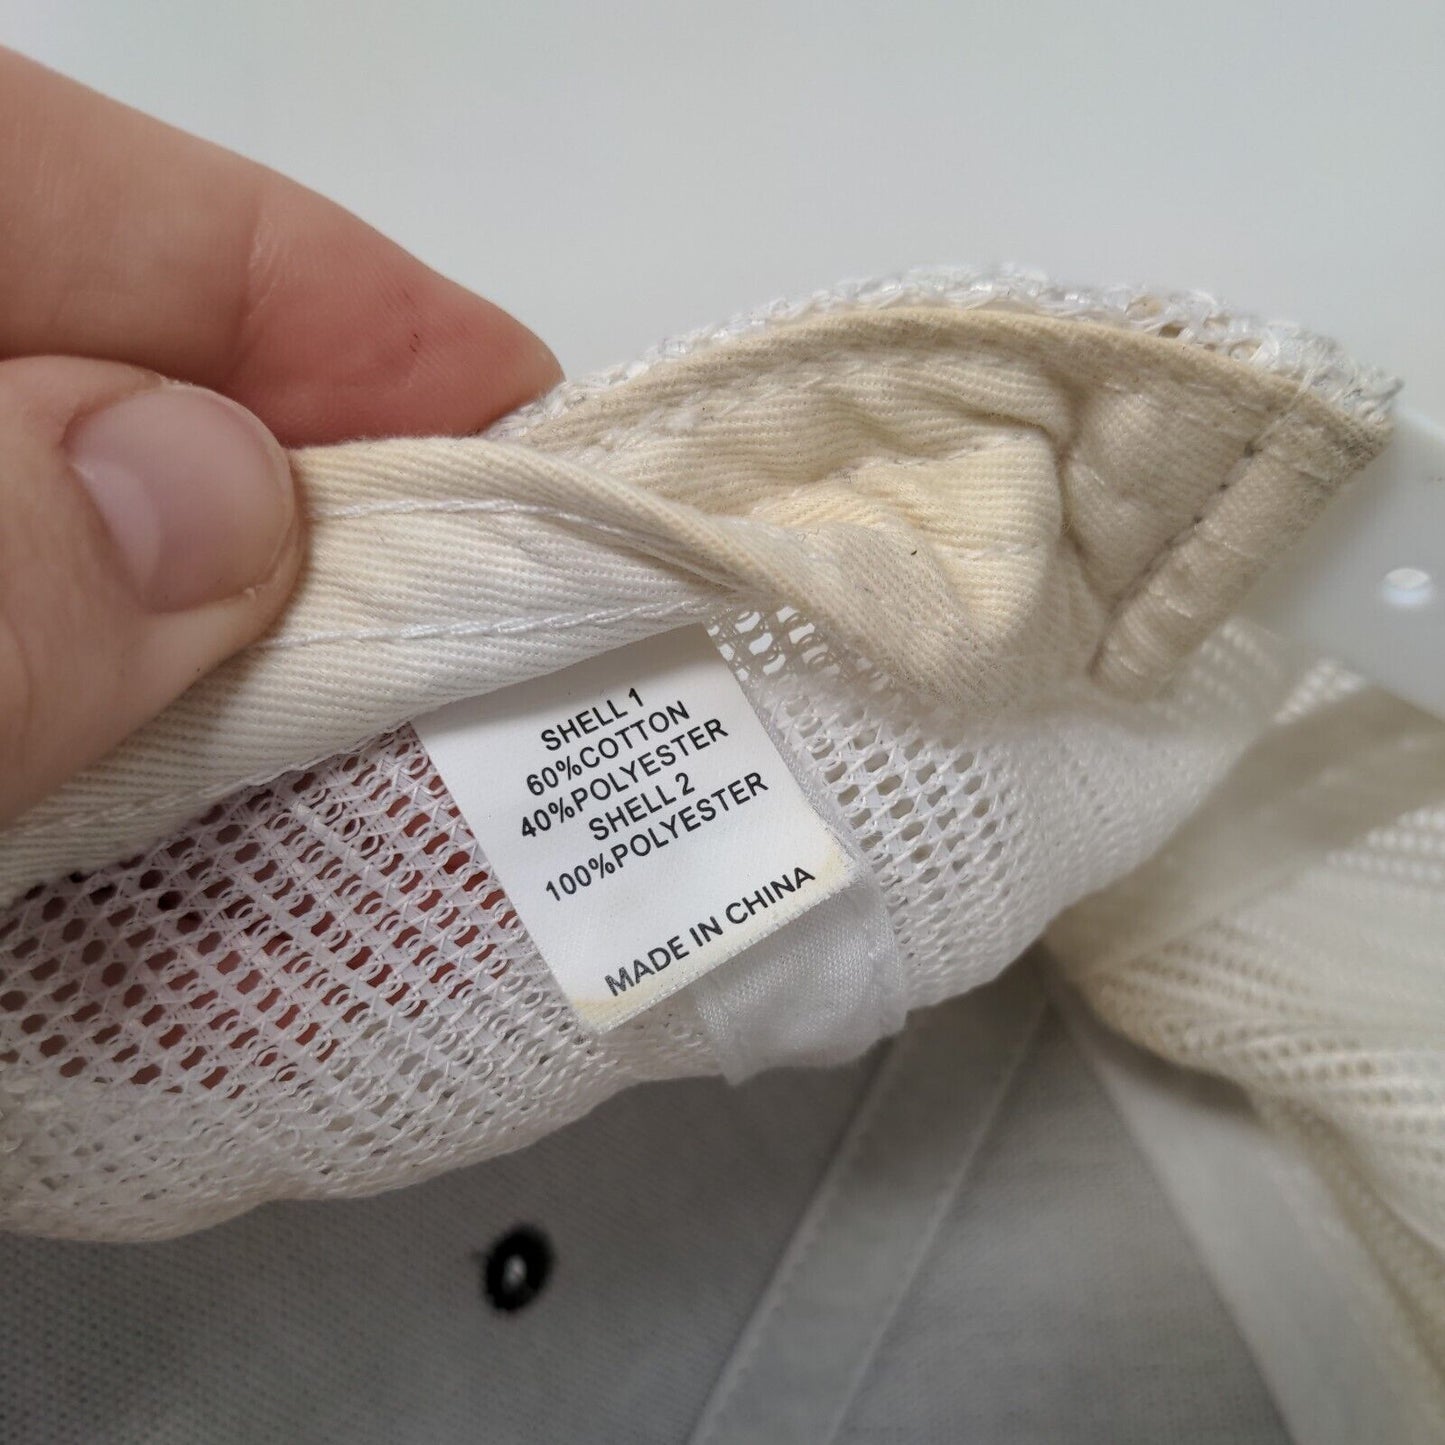 SHELL 1
60%COTTON
40%POLYESTER
SHELL 2
100%POLYESTER
MADE IN CHINA